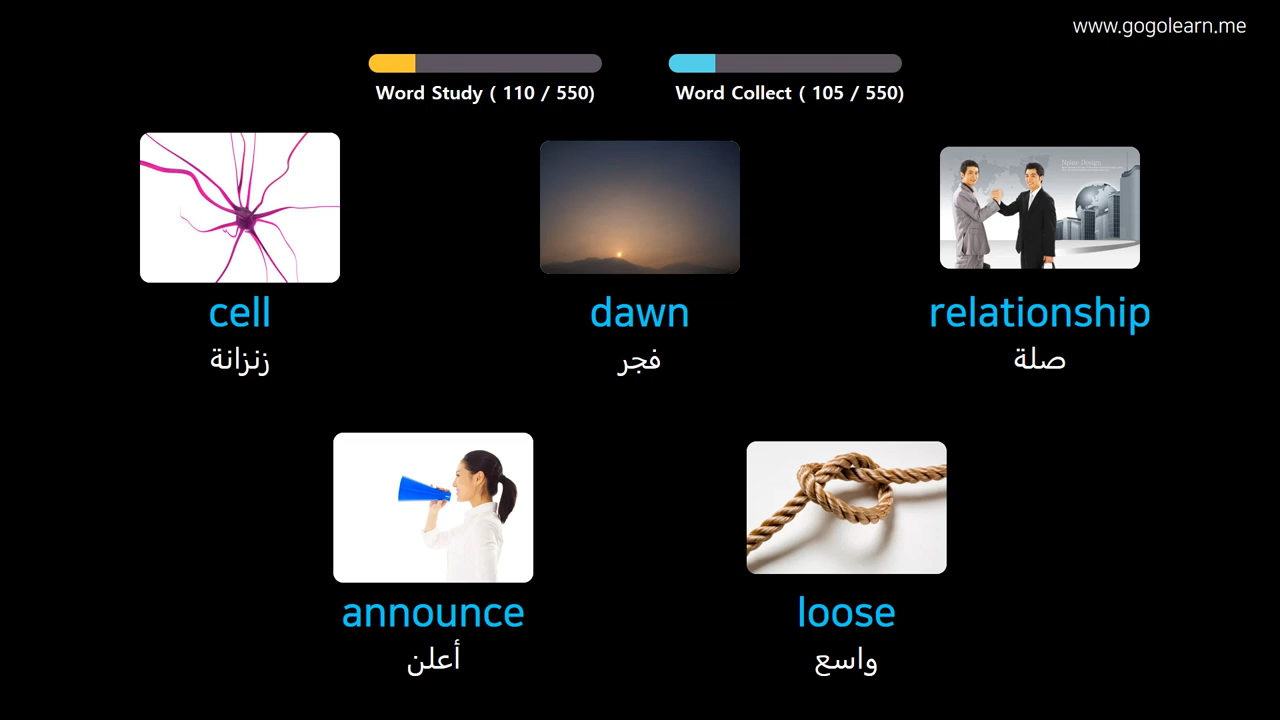 www.gogolearn.me
Word Study ( 110 / 550)
Word Collect ( 105 / 550)
cell
زنزانة
dawn
فجر
relationship
صلة
announce
أعلن
loose
واسع